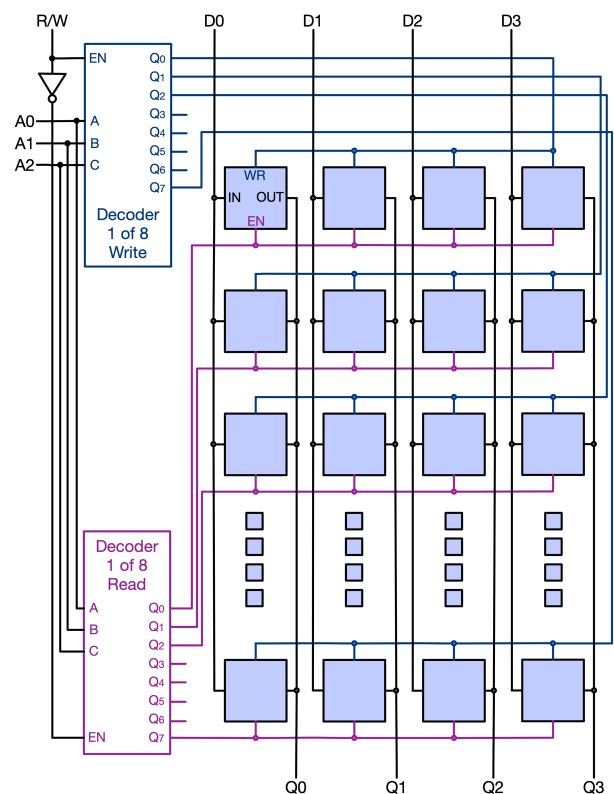 R/W D0 D1 D2 D3
EN Q0
Q1
Q2
Q3
A0 A Q4
A1 B Q5
A2 C Q6
Q7
Decoder
1 of 8
Write
WR
IN OUT
EN
Decoder
1 of 8
Read
A Q0
B Q1
C Q2
Q3
Q4
Q5
Q6
EN Q7
Q0 Q1 Q2 Q3